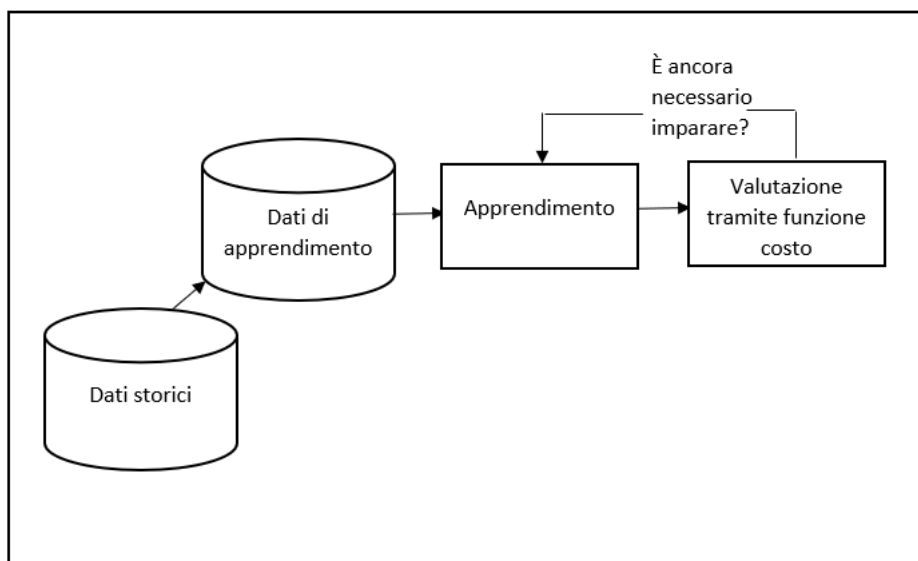 È ancora
necessario
imparare?
Dati di
apprendimento
Apprendimento
Valutazione
tramite funzione
costo
Dati storici